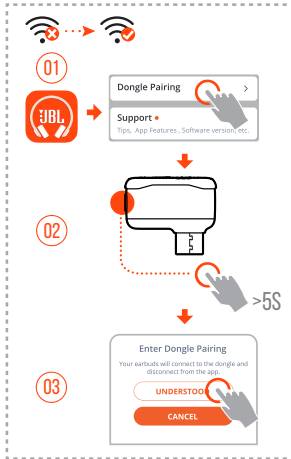 01
JBL
Dongle Pairing
Support
Tips, App Features , Software version, etc.
02
>5S
03
Enter Dongle Pairing
Your earbuds will connect to the dongle and
disconnect from the app.
UNDERSTOOD
CANCEL